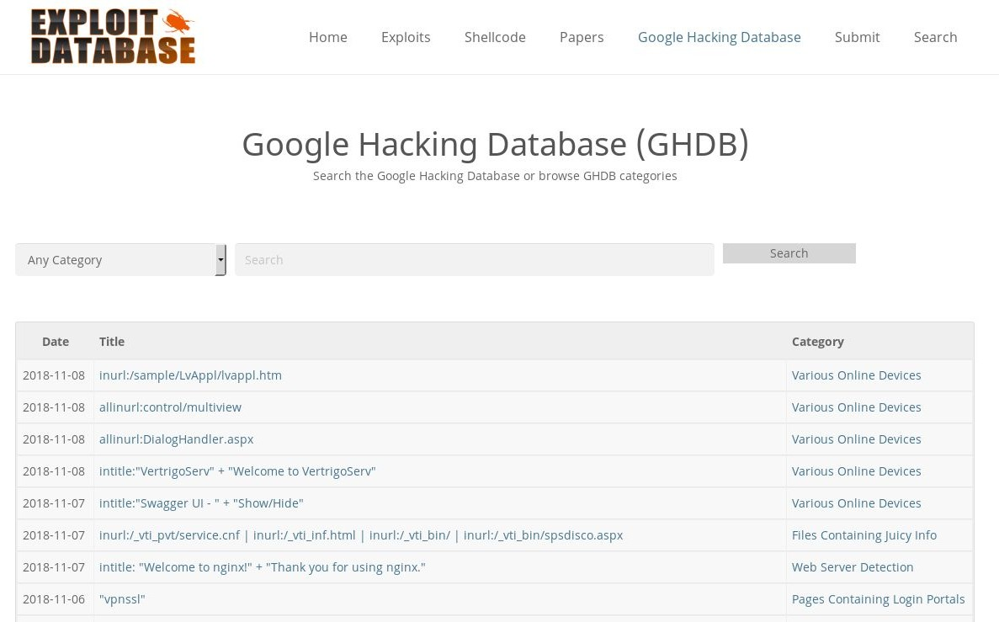 EXPLOIT
DATABASE
Home Exploits Shellcode Papers Google Hacking Database Submit Search
Google Hacking Database (GHDB)
Search the Google Hacking Database or browse GHDB categories
Any Category Search Search
Date Title Category
2018-11-08 inurl:/sample/LvAppl/lvappl.htm Various Online Devices
2018-11-08 allinurl:control/multiview Various Online Devices
2018-11-08 allinurl:DialogHandler.aspx Various Online Devices
2018-11-08 intitle:"VertrigoServ" + "Welcome to VertrigoServ" Various Online Devices
2018-11-07 intitle:"Swagger UI - " + "Show/Hide" Various Online Devices
2018-11-07 inurl:/_vti_pvt/service.cnf | inurl:/_vti_inf.html | inurl:/_vti_bin/ | inurl:/_vti_bin/spsdisco.aspx Files Containing Juicy Info
2018-11-07 intitle: "Welcome to nginx!" + "Thank you for using nginx." Web Server Detection
2018-11-06 "vpnssl" Pages Containing Login Portals